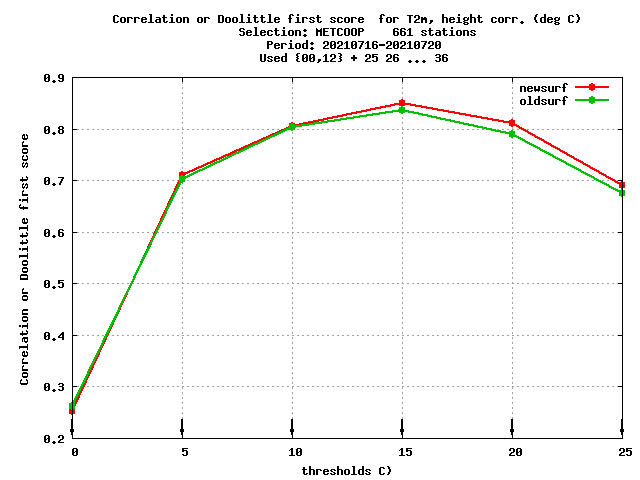 Correlation or Doolittle first score  for T2m, height corr. (deg C)
Selection: METCOOP    661 stations
Period: 20210716-20210720
Used {00,12} + 25 26 ... 36
newsurf
oldsurf
0.9
0.8
0.7
0.6
0.5
0.4
0.3
0.2
Correlation or Doolittle first score
0 5 10 15 20 25
thresholds C)